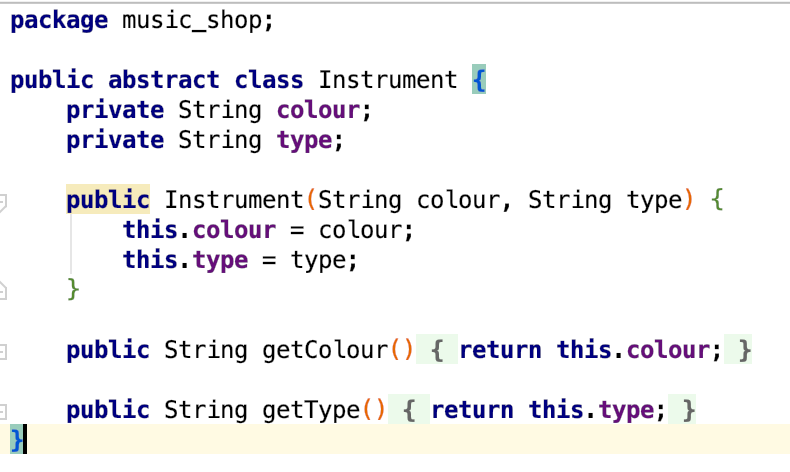 package music_shop;
public abstract class Instrument {
private String colour;
private String type;
public Instrument(String colour, String type) {
this.colour = colour;
this.type = type;
}
public String getColour() { return this.colour; }
public String getType() { return this.type; }
}